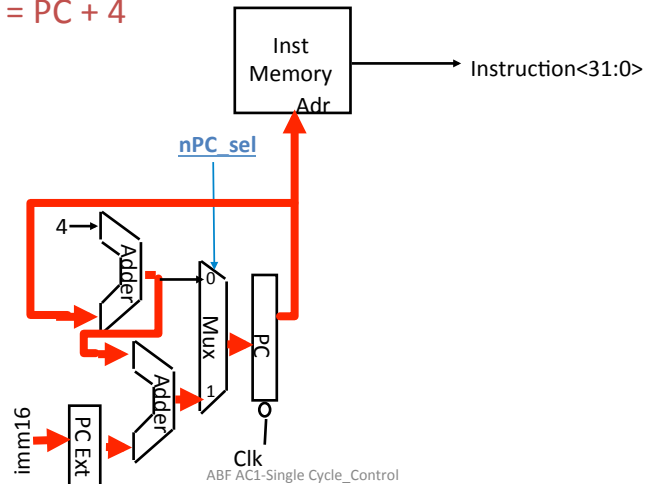 = PC + 4
Inst
Memory
Adr
Instruction<31:0>
nPC_sel
4
Adder
0
Mux
PC
Adder
1
imm16
PC Ext
Clk
ABF AC1-Single Cycle_Control